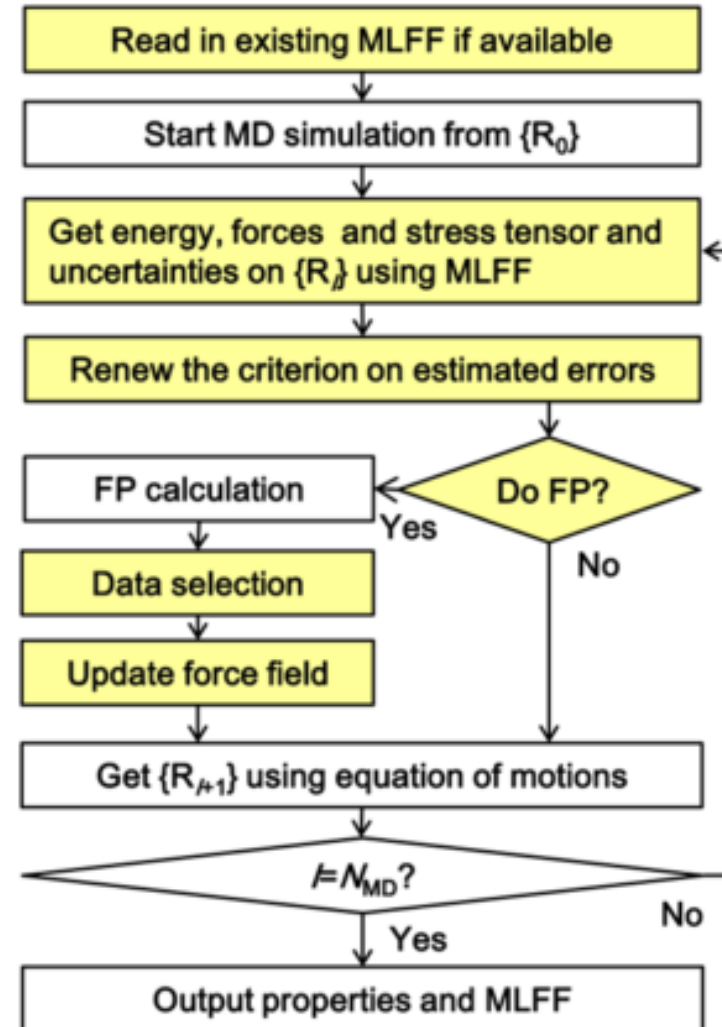 Read in existing MLFF if available
Start MD simulation from {R₀}
Get energy, forces and stress tensor and
uncertainties on {Rᵢ} using MLFF
Renew the criterion on estimated errors
Do FP?
FP calculation
Yes
No
Data selection
Update force field
Get {Rᵢ₊₁} using equation of motions
i=N_MD?
No
Yes
Output properties and MLFF